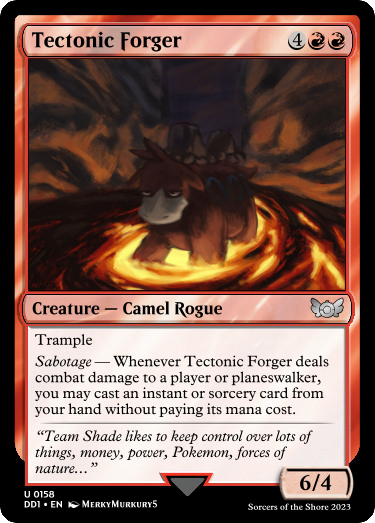 Tectonic Forger 4
Creature — Camel Rogue
Trample
Sabotage — Whenever Tectonic Forger deals
combat damage to a player or planeswalker,
you may cast an instant or sorcery card from
your hand without paying its mana cost.
“Team Shade likes to keep control over lots of
things, money, power, Pokemon, forces of
nature…”
6/4
U 0158
DD1 • EN MerkyMurkury5
Sorcers of the Shore 2023